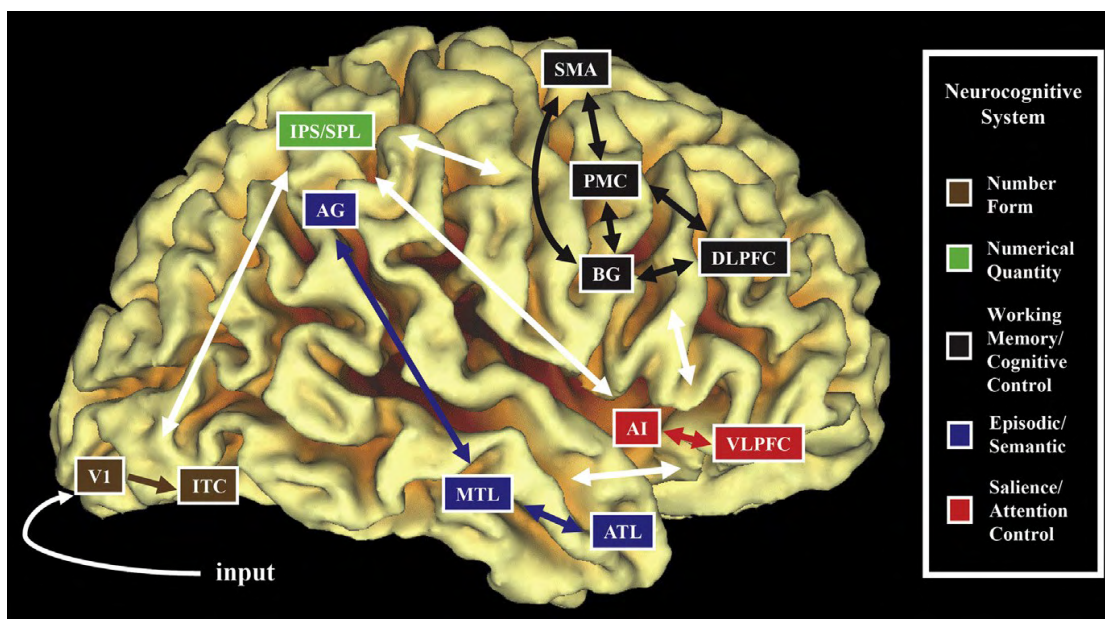 SMA
IPS/SPL
PMC
AG
DLPFC
BG
AI
VLPFC
V1
ITC
MTL
ATL
input
Neurocognitive
System
Number
Form
Numerical
Quantity
Working
Memory/
Cognitive
Control
Episodic/
Semantic
Salience/
Attention
Control